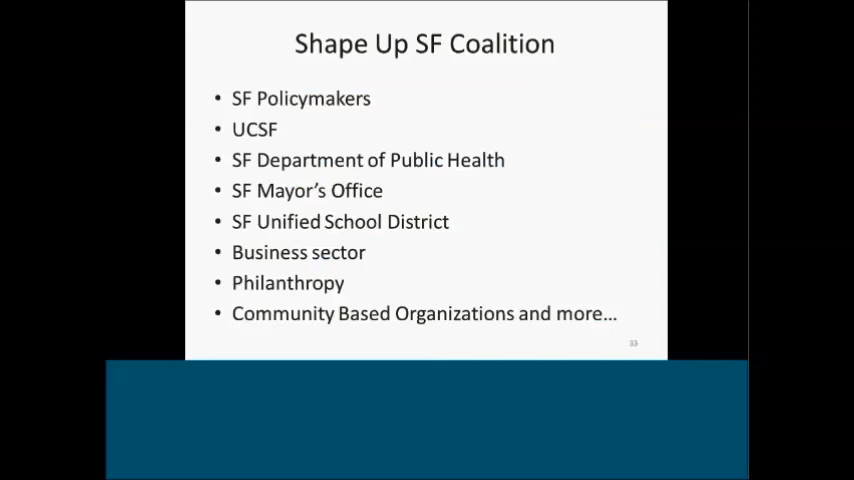 Shape Up SF Coalition
• SF Policymakers
• UCSF
• SF Department of Public Health
• SF Mayor’s Office
• SF Unified School District
• Business sector
• Philanthropy
• Community Based Organizations and more…
33